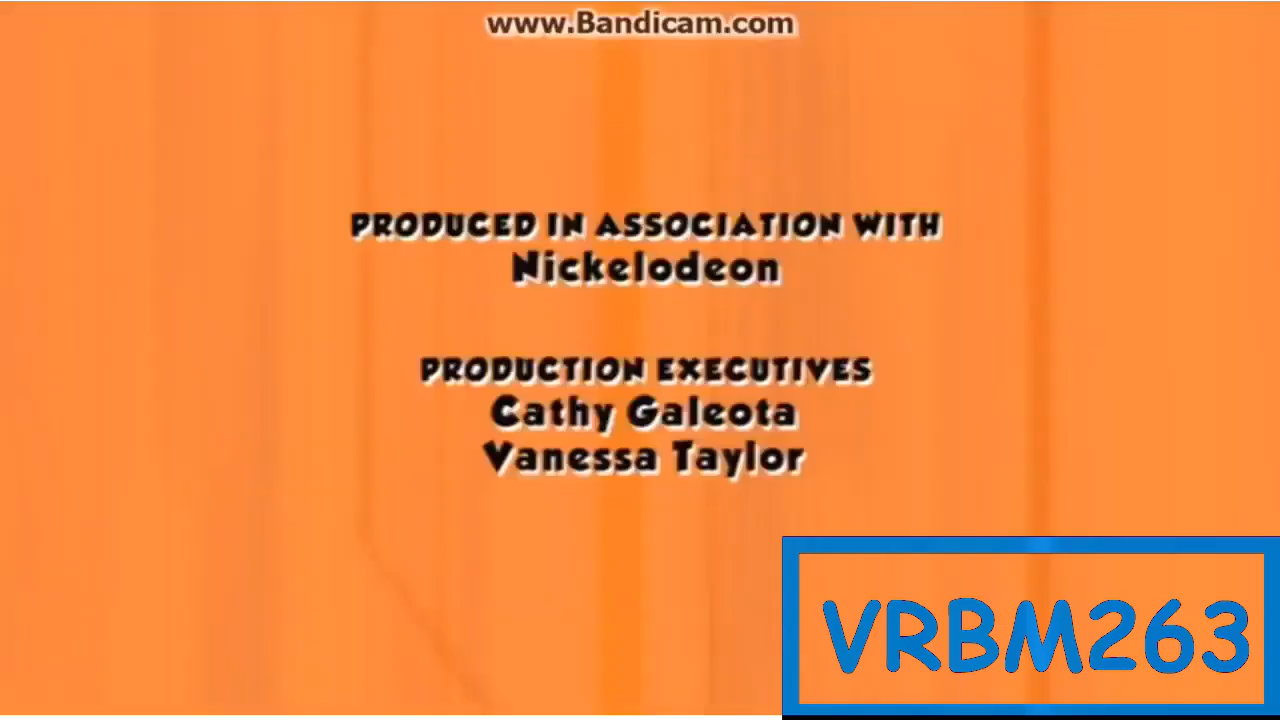 www.Bandicam.com
PRODUCED IN ASSOCIATION WITH
Nickelodeon
PRODUCTION EXECUTIVES
Cathy Galeota
Vanessa Taylor
VRBM263